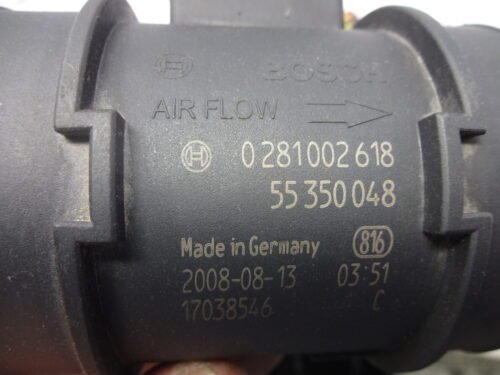 BOSCH
AIR FLOW
0 281 002 618
55 350 048
Made in Germany 816
2008-08-13 03:51
17038546 C